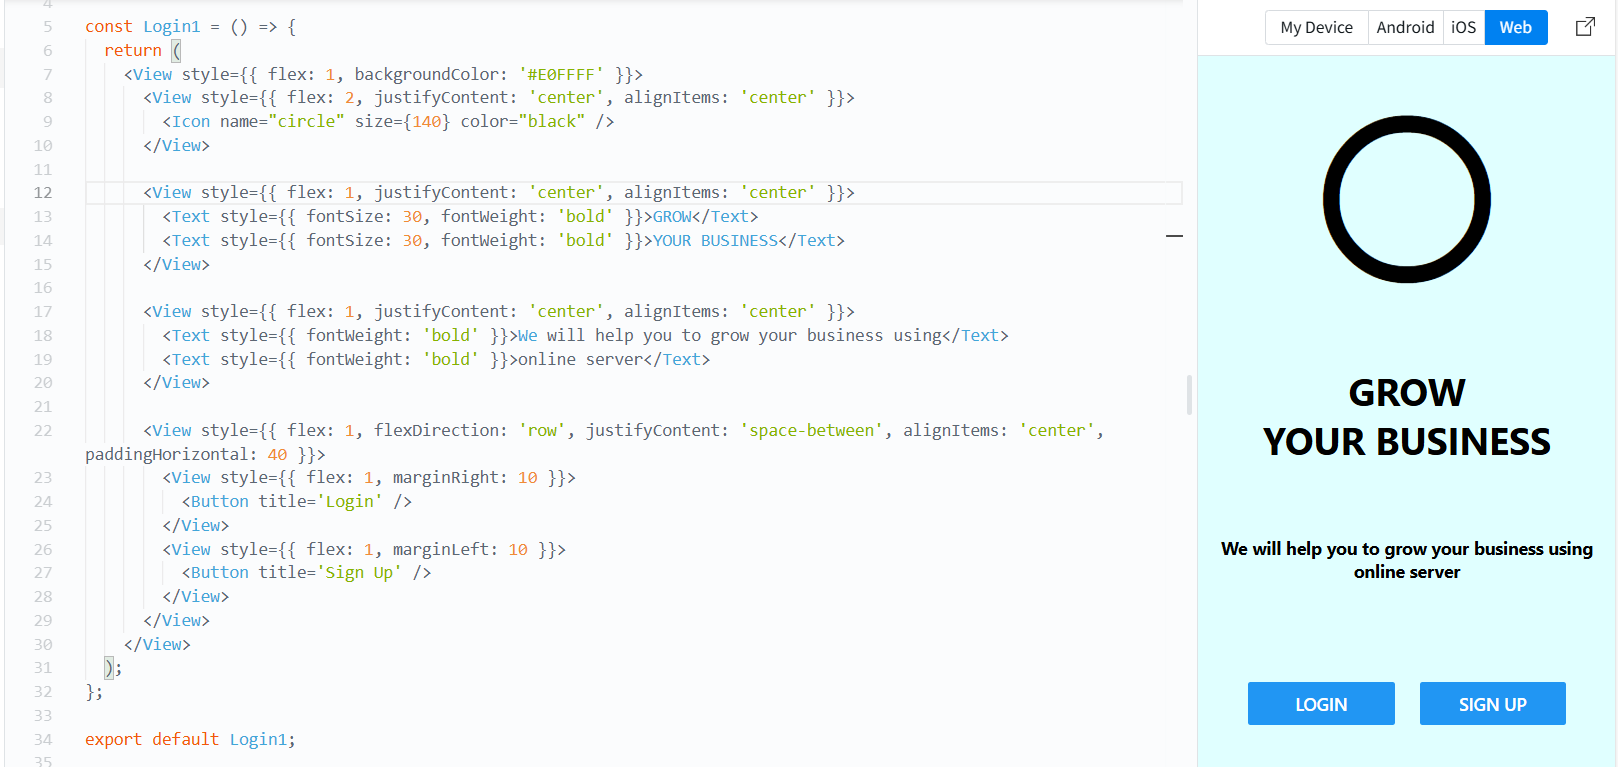 4
5 const Login1 = () => {
6 return (
7 <View style={{ flex: 1, backgroundColor: '#E0FFFF' }}>
8 <View style={{ flex: 2, justifyContent: 'center', alignItems: 'center' }}>
9 <Icon name="circle" size={140} color="black" />
10 </View>
11
12 <View style={{ flex: 1, justifyContent: 'center', alignItems: 'center' }}>
13 <Text style={{ fontSize: 30, fontWeight: 'bold' }}>GROW</Text>
14 <Text style={{ fontSize: 30, fontWeight: 'bold' }}>YOUR BUSINESS</Text>
15 </View>
16
17 <View style={{ flex: 1, justifyContent: 'center', alignItems: 'center' }}>
18 <Text style={{ fontWeight: 'bold' }}>We will help you to grow your business using</Text>
19 <Text style={{ fontWeight: 'bold' }}>online server</Text>
20 </View>
21
22 <View style={{ flex: 1, flexDirection: 'row', justifyContent: 'space-between', alignItems: 'center',
paddingHorizontal: 40 }}>
23 <View style={{ flex: 1, marginRight: 10 }}>
24 <Button title='Login' />
25 </View>
26 <View style={{ flex: 1, marginLeft: 10 }}>
27 <Button title='Sign Up' />
28 </View>
29 </View>
30 </View>
31 );
32 };
33
34 export default Login1;
35
My Device Android iOS Web
GROW
YOUR BUSINESS
We will help you to grow your business using
online server
LOGIN SIGN UP